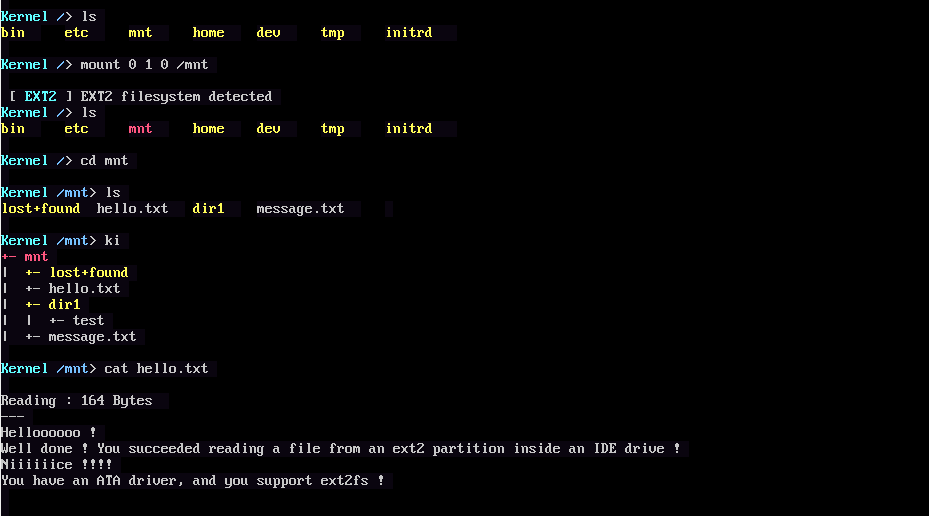 Kernel /> ls
bin etc mnt home dev tmp initrd
Kernel /> mount 0 1 0 /mnt
[ EXT2 ] EXT2 filesystem detected
Kernel /> ls
bin etc mnt home dev tmp initrd
Kernel /> cd mnt
Kernel /mnt> ls
lost+found hello.txt dir1 message.txt
Kernel /mnt> ki
+- mnt
| +- lost+found
| +- hello.txt
| +- dir1
| | +- test
| +- message.txt
Kernel /mnt> cat hello.txt
Reading : 164 Bytes
---
Helloooooo !
Well done ! You succeeded reading a file from an ext2 partition inside an IDE drive !
Niiiiiice !!!!
You have an ATA driver, and you support ext2fs !